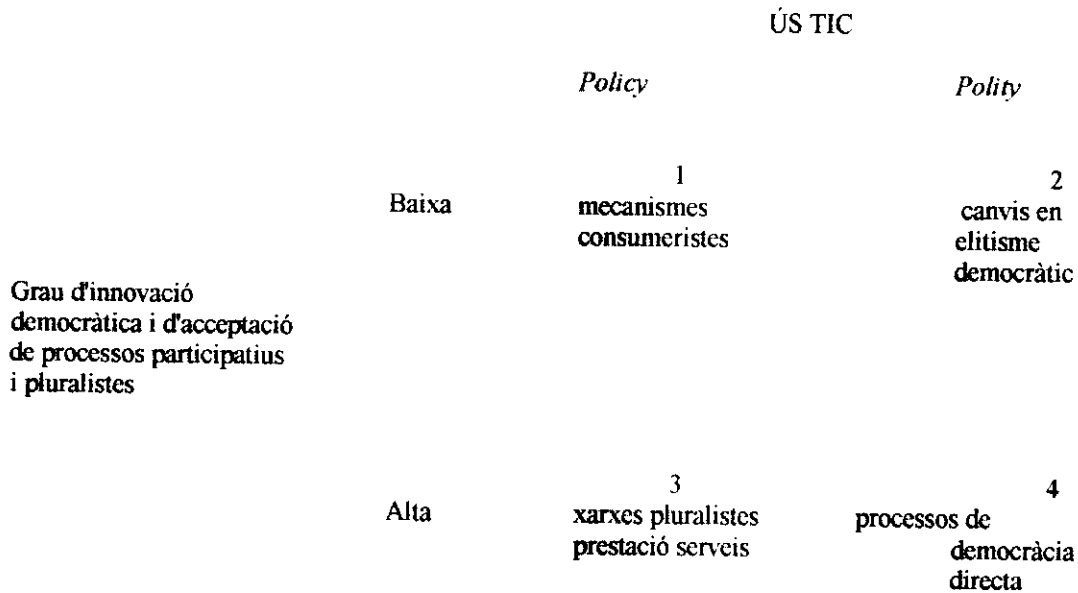 ÚS TIC
Policy Polity
1 2
Baixa mecanismes canvis en
consumeristes elitisme
democràtic
Grau d'innovació
democràtica i d'acceptació
de processos participatius
i pluralistes
3 4
Alta xarxes pluralistes processos de
prestació serveis democràcia
directa